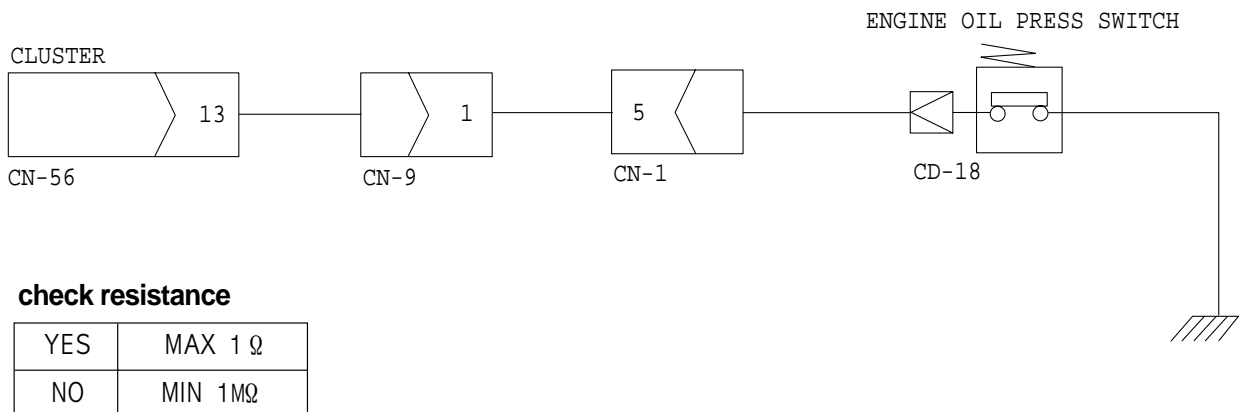 ENGINE OIL PRESS SWITCH
CLUSTER
13
1
5
CN-56
CN-9
CN-1
CD-18
check resistance
YES MAX 1 Ω
NO MIN 1MΩ